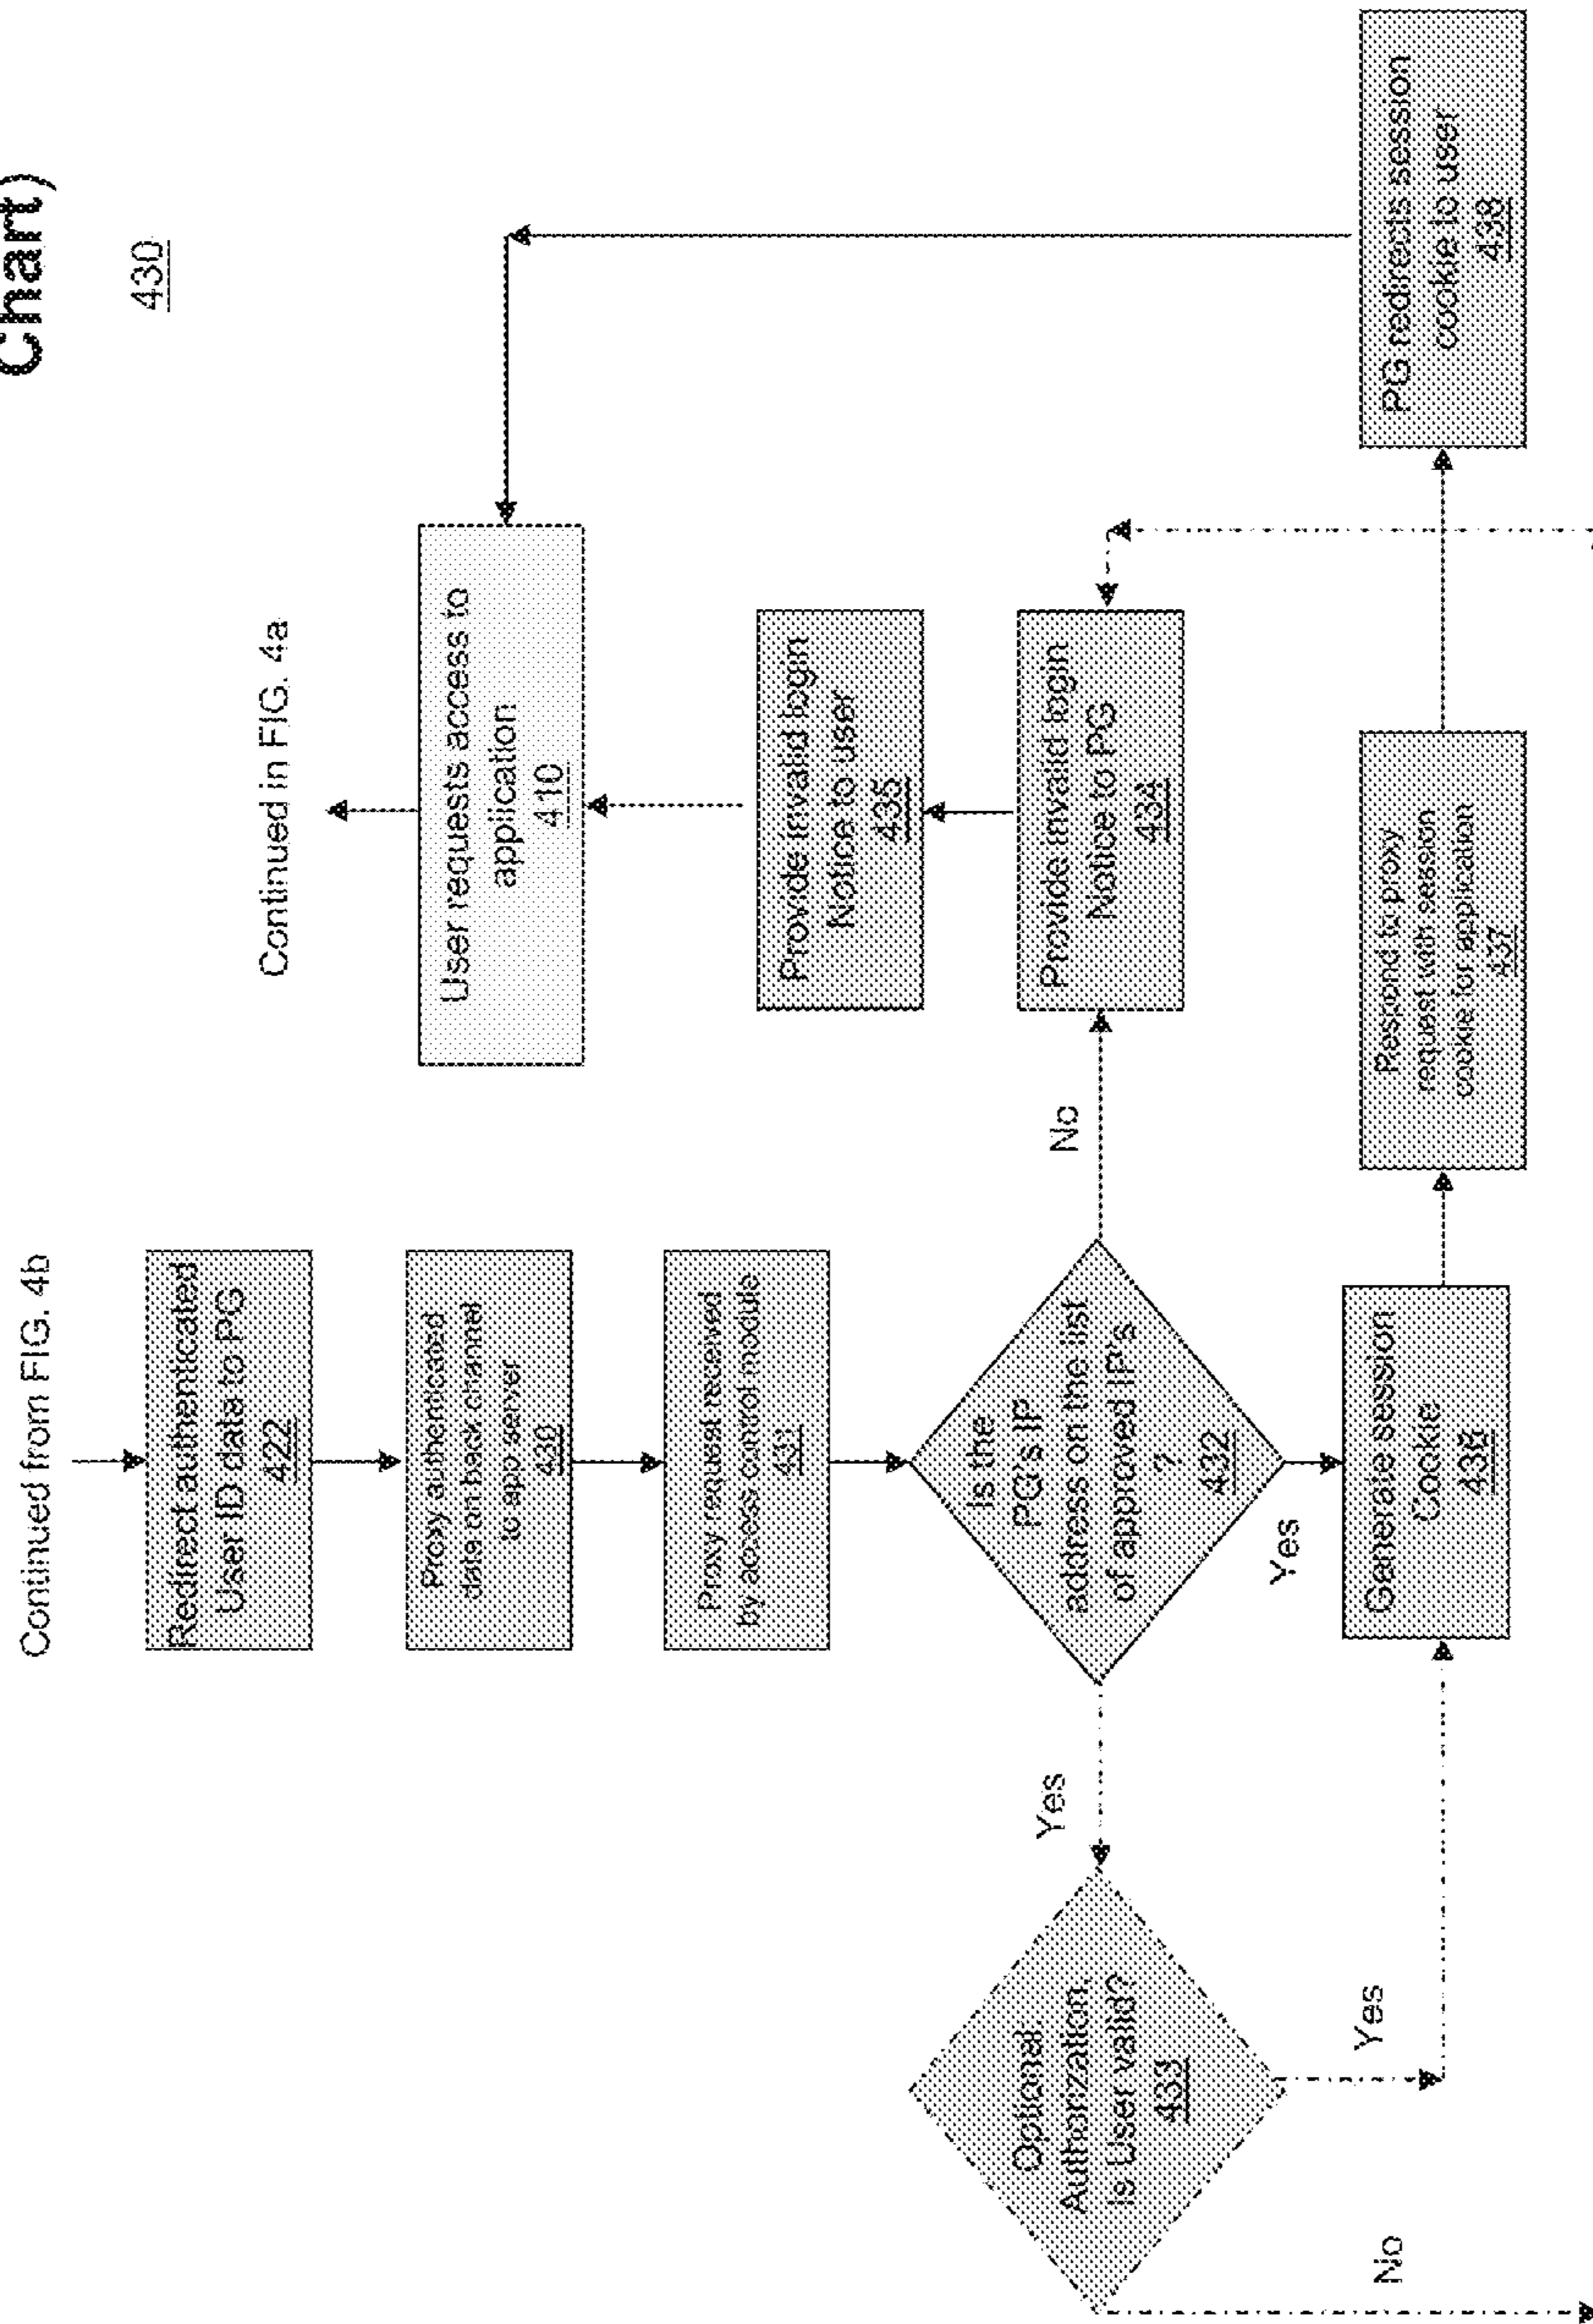 Chart)
430
Continued from FIG. 4b
Redirect authenticated
User ID data to PG
422
Proxy authenticated
data on back channel
to app server
430
Proxy request received
by access control module
431
Is the
PG's IP
address on the list
of approved IP's
?
432
No
Yes
Yes
Optional
Authorization,
Is User valid?
433
Yes
No
Continued in FIG. 4a
User requests access to
application
410
Provide invalid login
Notice to user
435
Provide invalid login
Notice to PG
434
Generate session
Cookie
436
Respond to proxy
request with session
cookie for application
437
PG redirects session
cookie to user
438